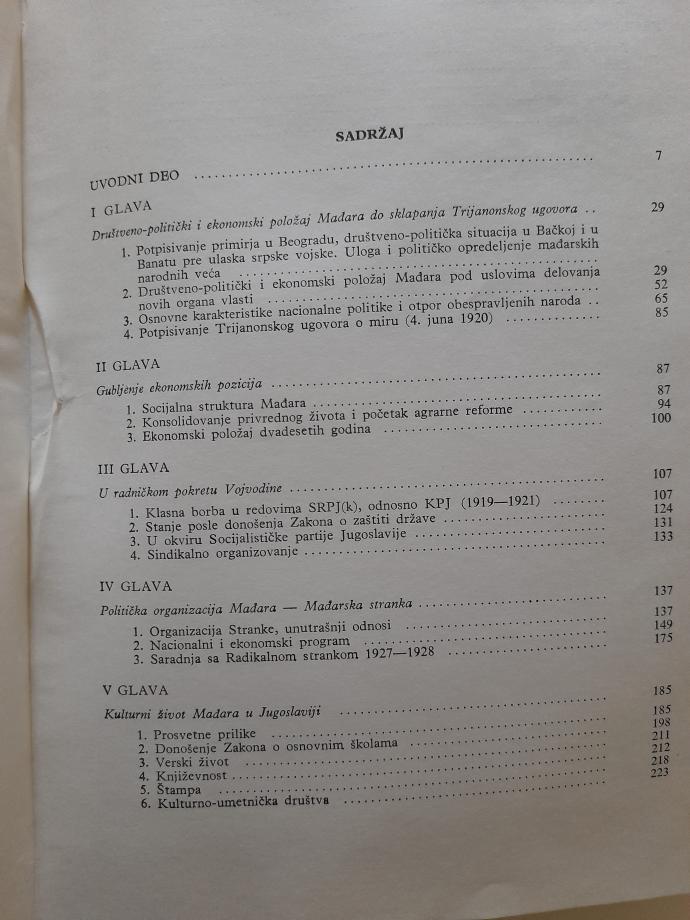 SADRŽAJ
UVODNI DEO .......... 7
I GLAVA
Društveno-politički i ekonomski položaj Mađara do sklapanja Trijanonskog ugovora .. 29
1. Potpisivanje primirja u Beogradu, društveno-politička situacija u Bačkoj i u
Banatu pre ulaska srpske vojske. Uloga i političko opredeljenje mađarskih
narodnih veća .......... 29
2. Društveno-politički i ekonomski položaj Mađara pod uslovima delovanja
novih organa vlasti .......... 52
3. Osnovne karakteristike nacionalne politike i otpor obespravljenih naroda .. 65
4. Potpisivanje Trijanonskog ugovora o miru (4. juna 1920) .......... 85
II GLAVA
Gubljenje ekonomskih pozicija .......... 87
1. Socijalna struktura Mađara .......... 87
2. Konsolidovanje privrednog života i početak agrarne reforme .......... 94
3. Ekonomski položaj dvadesetih godina .......... 100
III GLAVA
U radničkom pokretu Vojvodine .......... 107
1. Klasna borba u redovima SRPJ(k), odnosno KPJ (1919—1921) .......... 107
2. Stanje posle donošenja Zakona o zaštiti države .......... 124
3. U okviru Socijalističke partije Jugoslavije .......... 131
4. Sindikalno organizovanje .......... 133
IV GLAVA
Politička organizacija Mađara — Mađarska stranka .......... 137
1. Organizacija Stranke, unutrašnji odnosi .......... 137
2. Nacionalni i ekonomski program .......... 149
3. Saradnja sa Radikalnom strankom 1927—1928 .......... 175
V GLAVA
Kulturni život Mađara u Jugoslaviji .......... 185
1. Prosvetne prilike .......... 185
2. Donošenje Zakona o osnovnim školama .......... 198
3. Verski život .......... 211
4. Književnost .......... 212
5. Štampa .......... 218
6. Kulturno-umetnička društva .......... 223